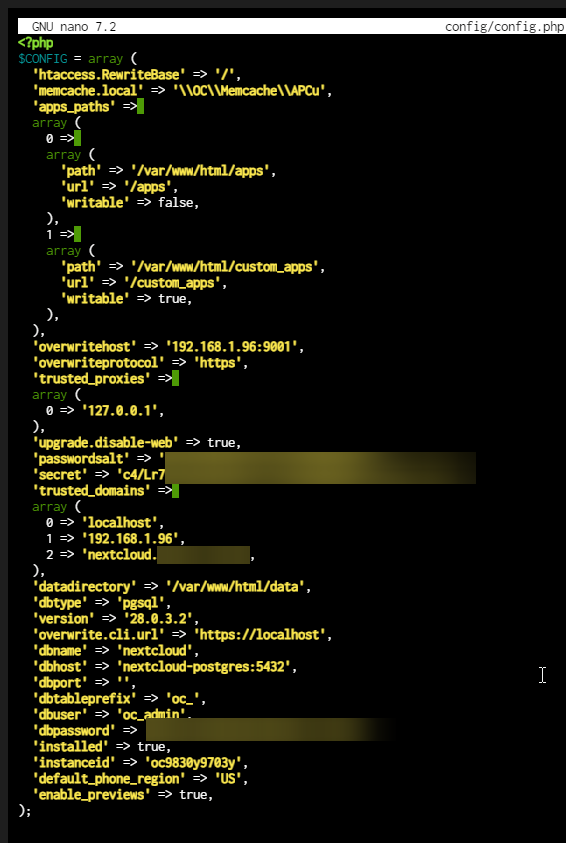 GNU nano 7.2 config/config.php
<?php
$CONFIG = array (
'htaccess.RewriteBase' => '/',
'memcache.local' => '\\OC\\Memcache\\APCu',
'apps_paths' =>
array (
0 =>
array (
'path' => '/var/www/html/apps',
'url' => '/apps',
'writable' => false,
),
1 =>
array (
'path' => '/var/www/html/custom_apps',
'url' => '/custom_apps',
'writable' => true,
),
),
'overwritehost' => '192.168.1.96:9001',
'overwriteprotocol' => 'https',
'trusted_proxies' =>
array (
0 => '127.0.0.1',
),
'upgrade.disable-web' => true,
'passwordsalt' => '
'secret' => 'c4/Lr7
'trusted_domains' =>
array (
0 => 'localhost',
1 => '192.168.1.96',
2 => 'nextcloud. ,
),
'datadirectory' => '/var/www/html/data',
'dbtype' => 'pgsql',
'version' => '28.0.3.2',
'overwrite.cli.url' => 'https://localhost',
'dbname' => 'nextcloud',
'dbhost' => 'nextcloud-postgres:5432',
'dbport' => '',
'dbtableprefix' => 'oc_',
'dbuser' => 'oc_admin',
'dbpassword' =>
'installed' => true,
'instanceid' => 'oc9830y9703y',
'default_phone_region' => 'US',
'enable_previews' => true,
);